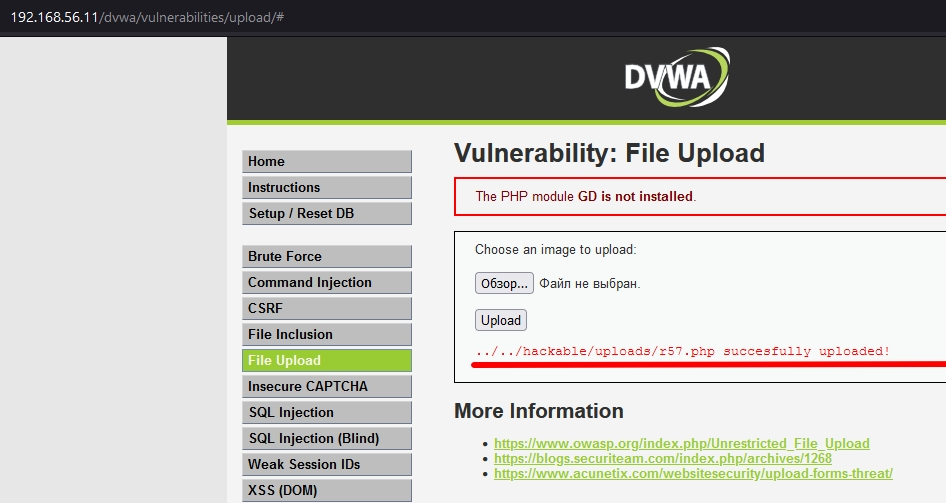 192.168.56.11/dvwa/vulnerabilities/upload/#
DVWA
Home
Instructions
Setup / Reset DB
Brute Force
Command Injection
CSRF
File Inclusion
File Upload
Insecure CAPTCHA
SQL Injection
SQL Injection (Blind)
Weak Session IDs
XSS (DOM)
Vulnerability: File Upload
The PHP module GD is not installed.
Choose an image to upload:
Обзор... Файл не выбран.
Upload
../../hackable/uploads/r57.php succesfully uploaded!
More Information
• https://www.owasp.org/index.php/Unrestricted_File_Upload
• https://blogs.securiteam.com/index.php/archives/1268
• https://www.acunetix.com/websitesecurity/upload-forms-threat/